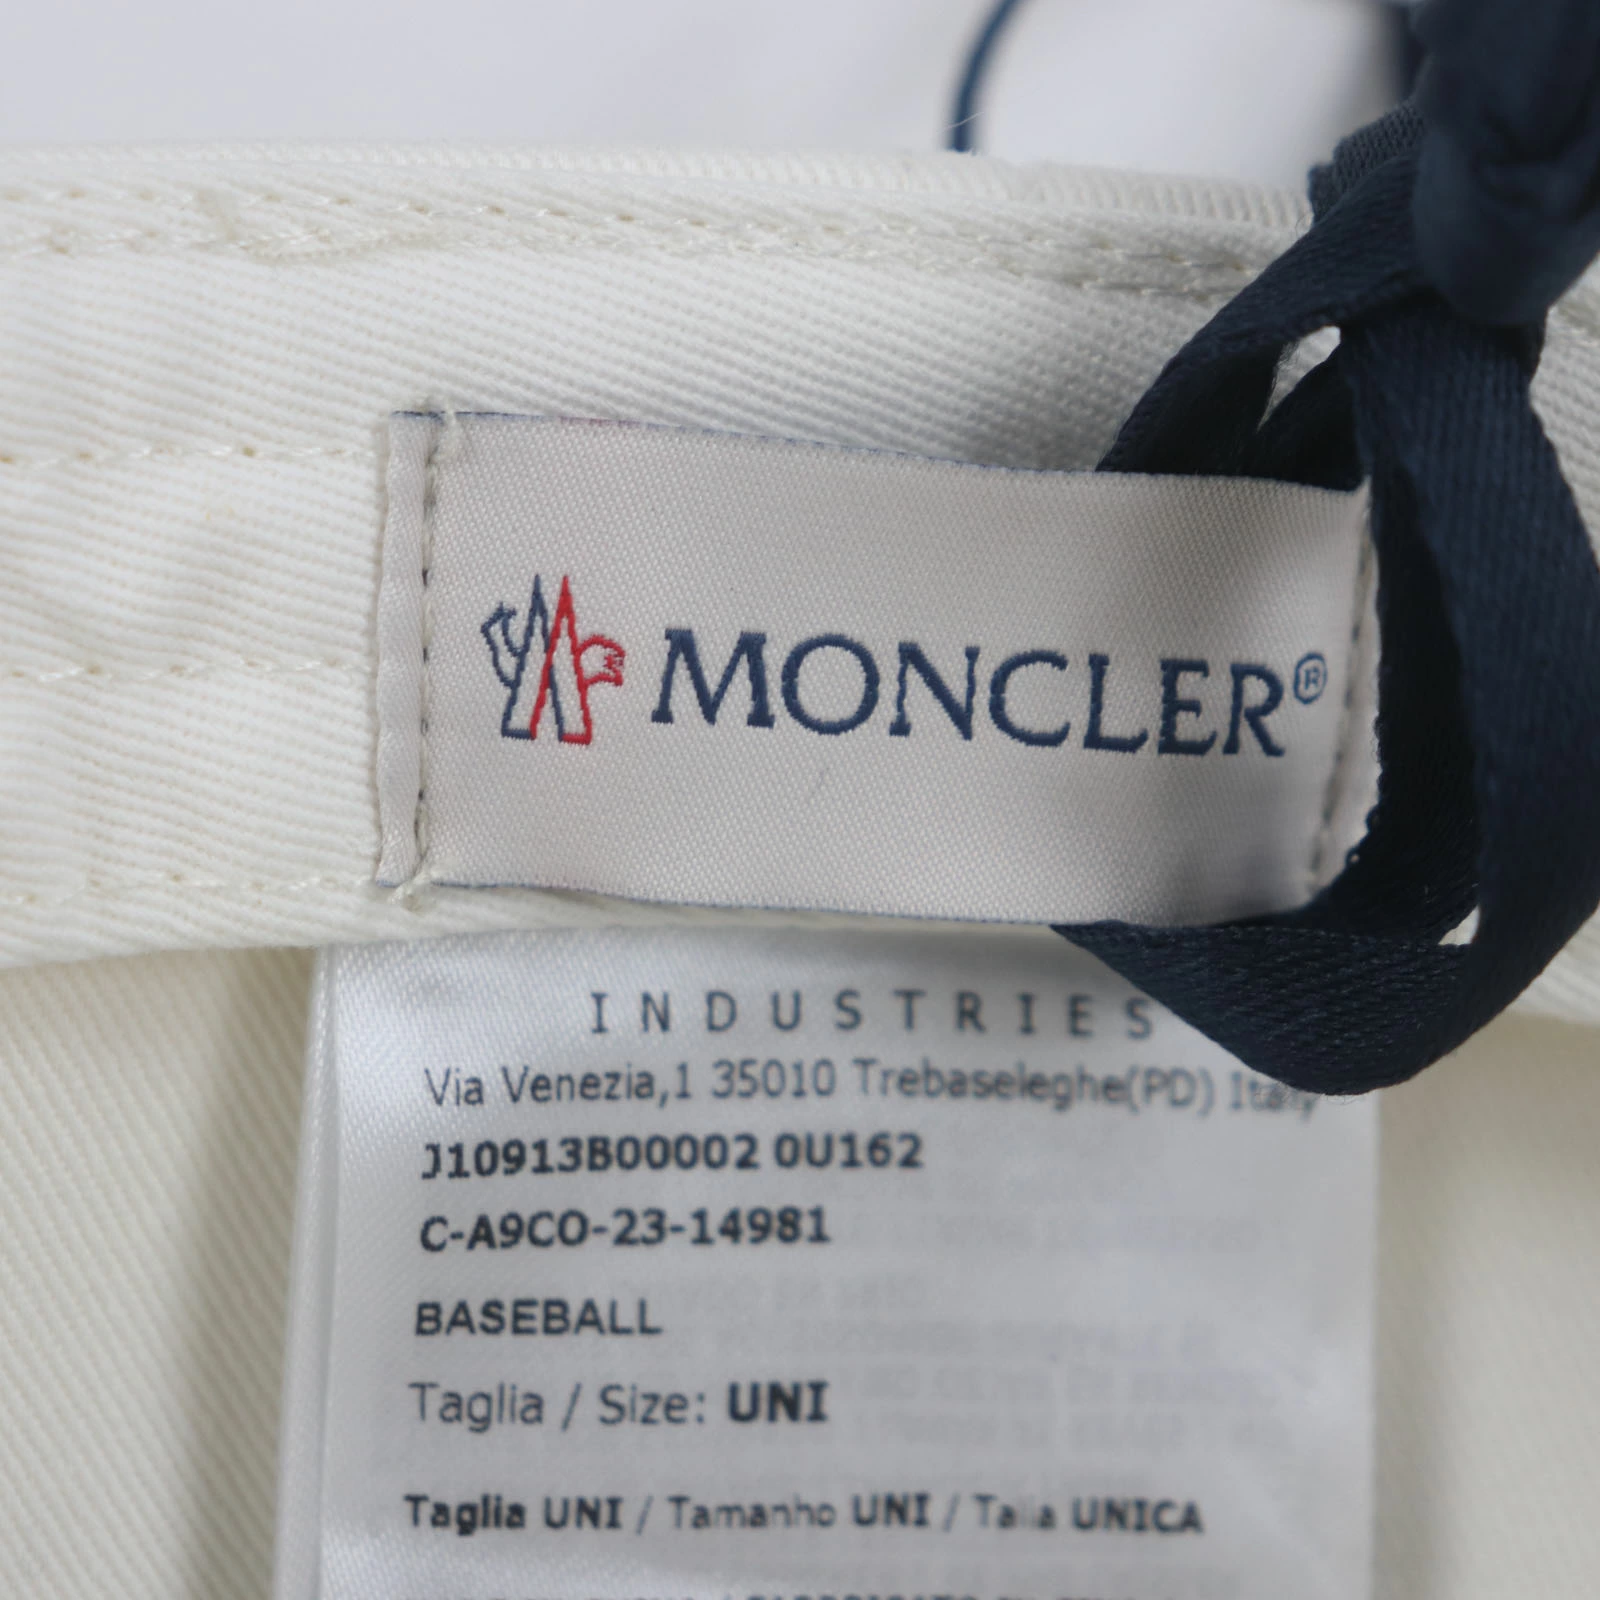 MONCLER®
INDUSTRIES
Via Venezia,1 35010 Trebaseleghe(PD) Italy
J10913B00002 0U162
C-A9CO-23-14981
BASEBALL
Taglia / Size: UNI
Taglia UNI / Tamanho UNI / Talla UNICA